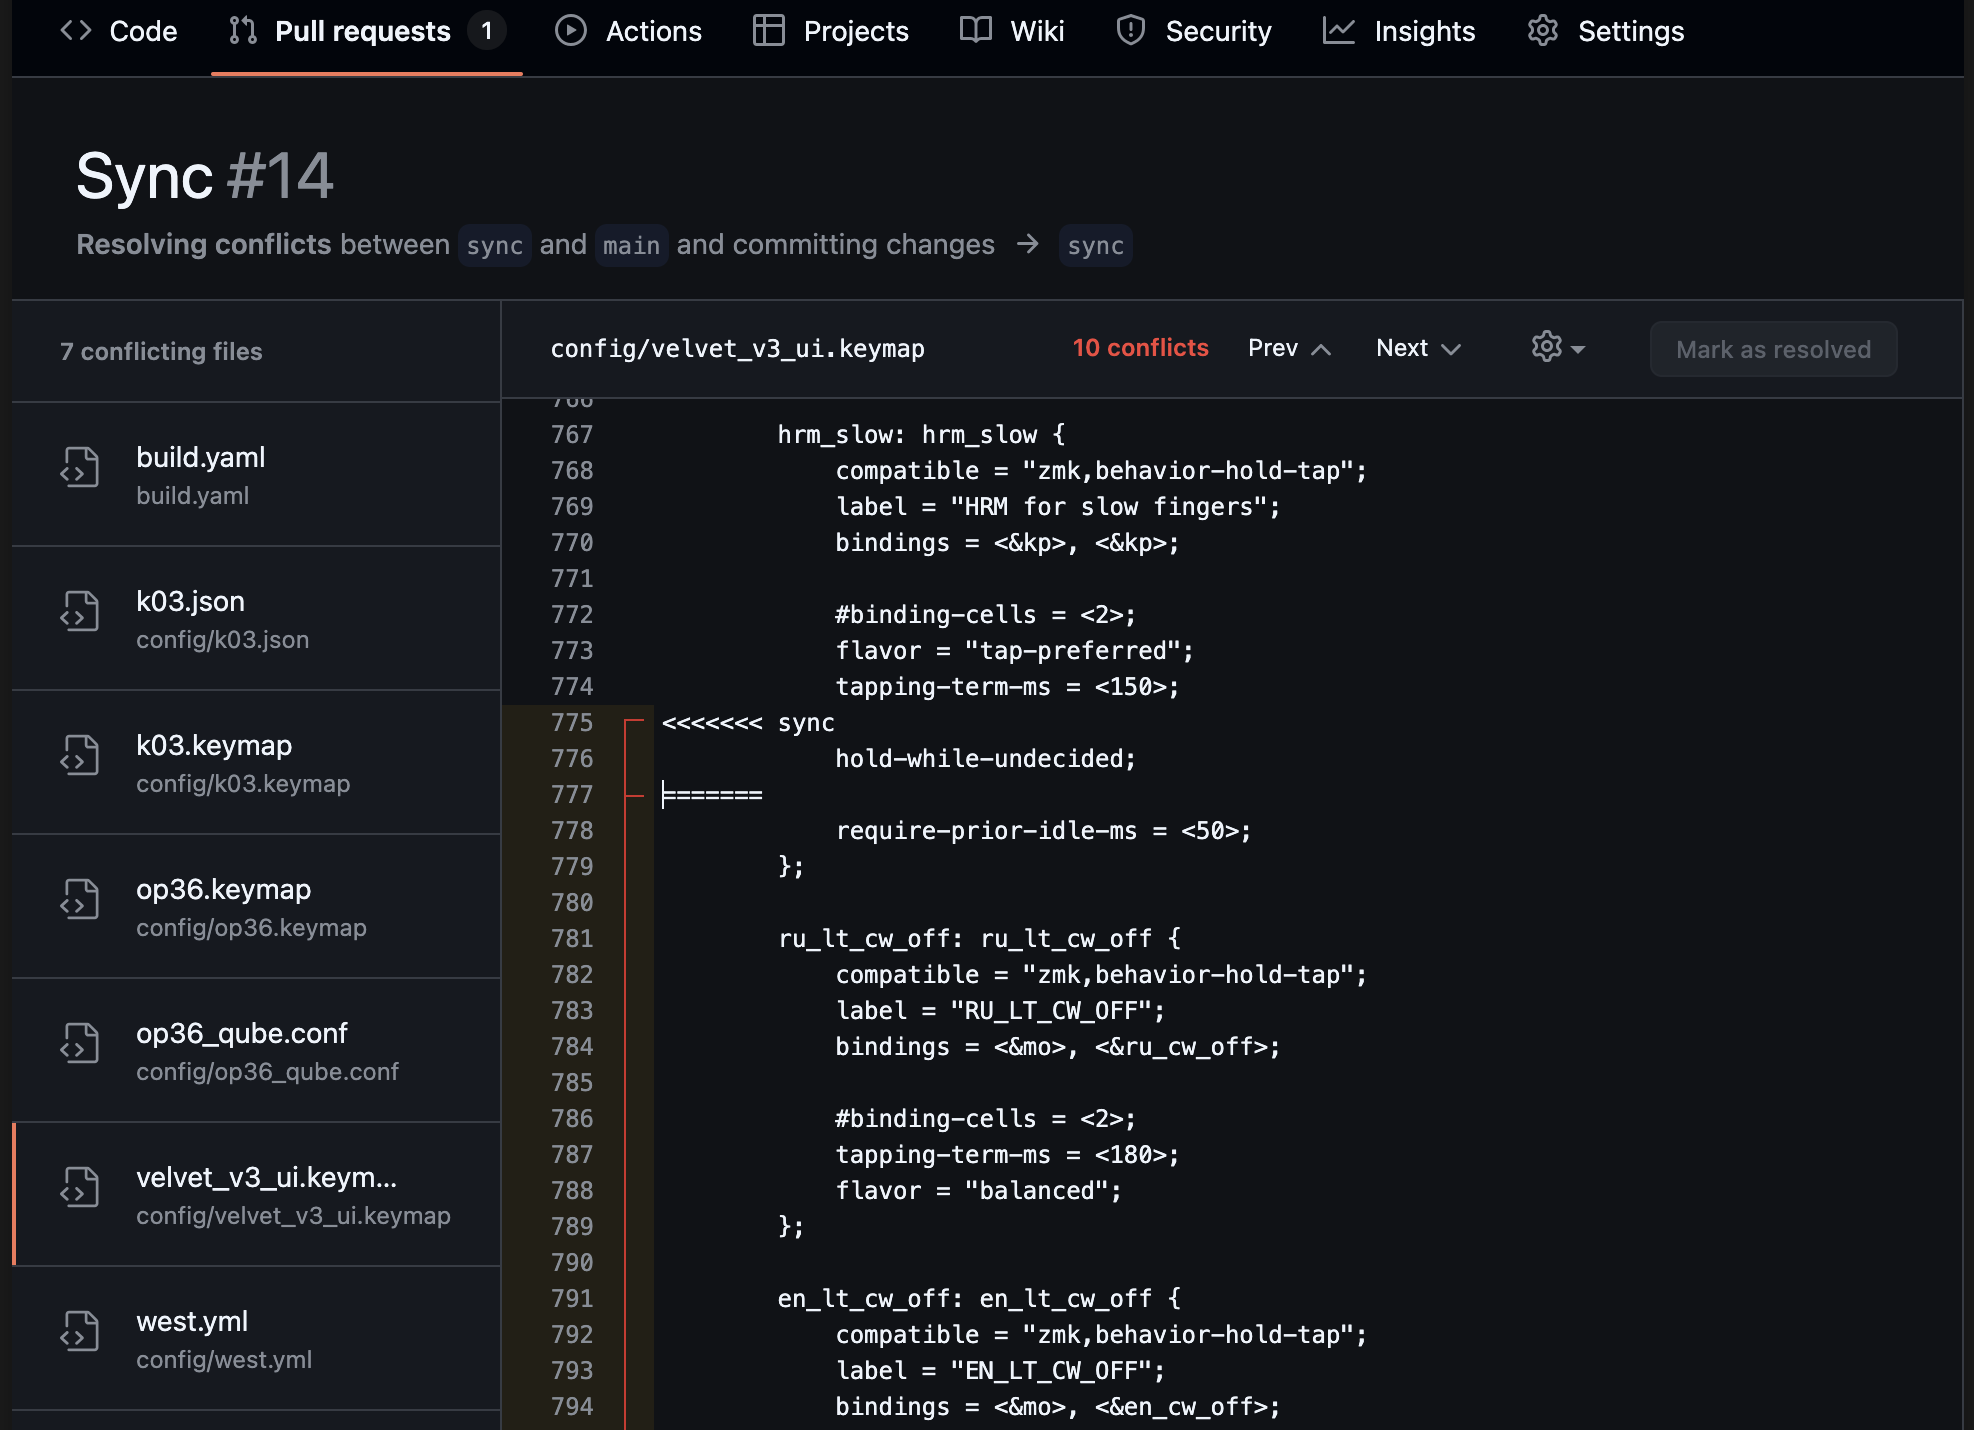 Code Pull requests 1 Actions Projects Wiki Security Insights Settings
Sync #14
Resolving conflicts between sync and main and committing changes → sync
7 conflicting files
build.yaml
build.yaml
k03.json
config/k03.json
k03.keymap
config/k03.keymap
op36.keymap
config/op36.keymap
op36_qube.conf
config/op36_qube.conf
velvet_v3_ui.keym...
config/velvet_v3_ui.keymap
west.yml
config/west.yml
config/velvet_v3_ui.keymap 10 conflicts Prev Next Mark as resolved
766
767 hrm_slow: hrm_slow {
768 compatible = "zmk,behavior-hold-tap";
769 label = "HRM for slow fingers";
770 bindings = <&kp>, <&kp>;
771
772 #binding-cells = <2>;
773 flavor = "tap-preferred";
774 tapping-term-ms = <150>;
775 <<<<<<< sync
776 hold-while-undecided;
777 =======
778 require-prior-idle-ms = <50>;
779 };
780
781 ru_lt_cw_off: ru_lt_cw_off {
782 compatible = "zmk,behavior-hold-tap";
783 label = "RU_LT_CW_OFF";
784 bindings = <&mo>, <&ru_cw_off>;
785
786 #binding-cells = <2>;
787 tapping-term-ms = <180>;
788 flavor = "balanced";
789 };
790
791 en_lt_cw_off: en_lt_cw_off {
792 compatible = "zmk,behavior-hold-tap";
793 label = "EN_LT_CW_OFF";
794 bindings = <&mo>, <&en_cw_off>;